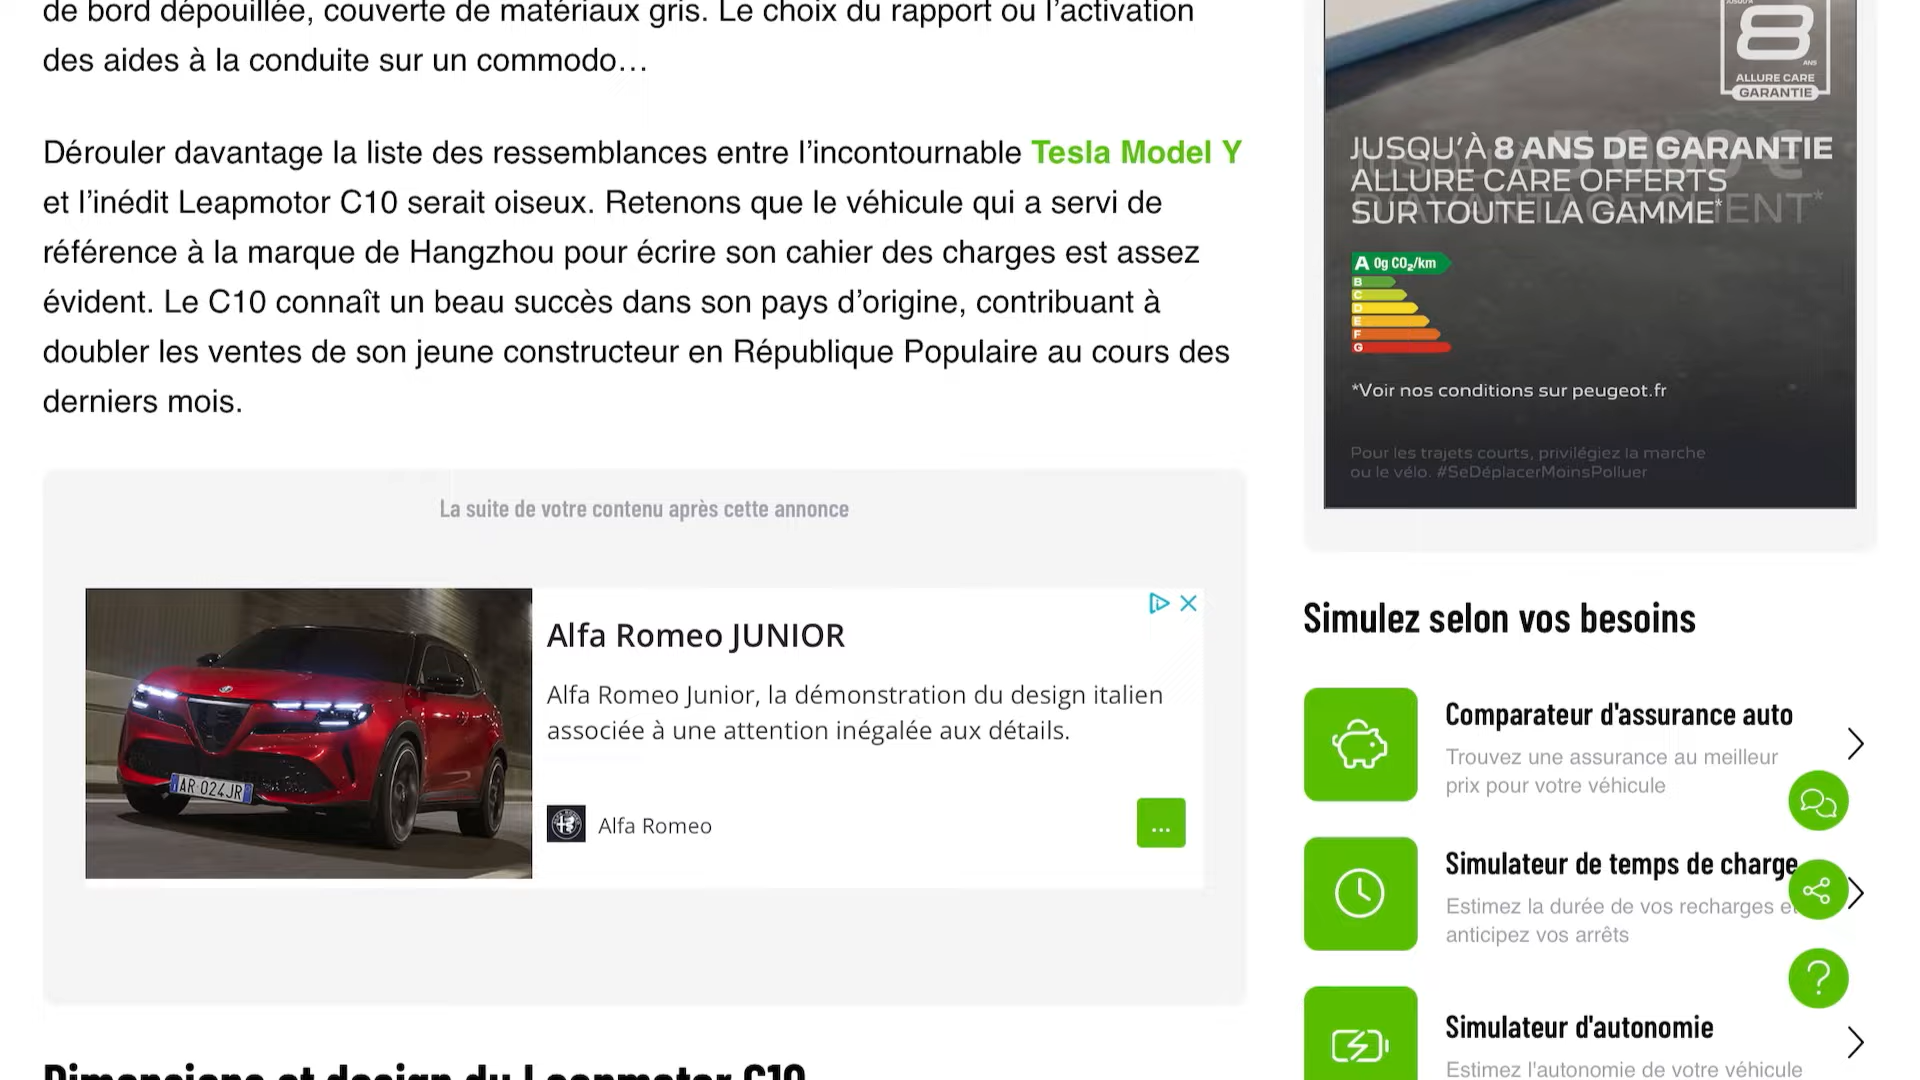 de bord dépouillée, couverte de matériaux gris. Le choix du rapport ou l’activation
des aides à la conduite sur un commodo…
Dérouler davantage la liste des ressemblances entre l’incontournable Tesla Model Y
et l’inédit Leapmotor C10 serait oiseux. Retenons que le véhicule qui a servi de
référence à la marque de Hangzhou pour écrire son cahier des charges est assez
évident. Le C10 connaît un beau succès dans son pays d’origine, contribuant à
doubler les ventes de son jeune constructeur en République Populaire au cours des
derniers mois.
La suite de votre contenu après cette annonce
Alfa Romeo JUNIOR
Alfa Romeo Junior, la démonstration du design italien
associée à une attention inégalée aux détails.
AR 024JR
Alfa Romeo
...
Dimensions et design du Leapmotor C10
JUSQU'À
8
ANS
ALLURE CARE
GARANTIE
JUSQU’À 8 ANS DE GARANTIE
ALLURE CARE OFFERTS
SUR TOUTE LA GAMME*
A 0g CO₂/km
B
C
D
E
F
G
*Voir nos conditions sur peugeot.fr
Pour les trajets courts, privilégiez la marche
ou le vélo. #SeDéplacerMoinsPolluer
Simulez selon vos besoins
Comparateur d'assurance auto
Trouvez une assurance au meilleur
prix pour votre véhicule
Simulateur de temps de charge
Estimez la durée de vos recharges et
anticipez vos arrêts
?
Simulateur d'autonomie
Estimez l'autonomie de votre véhicule